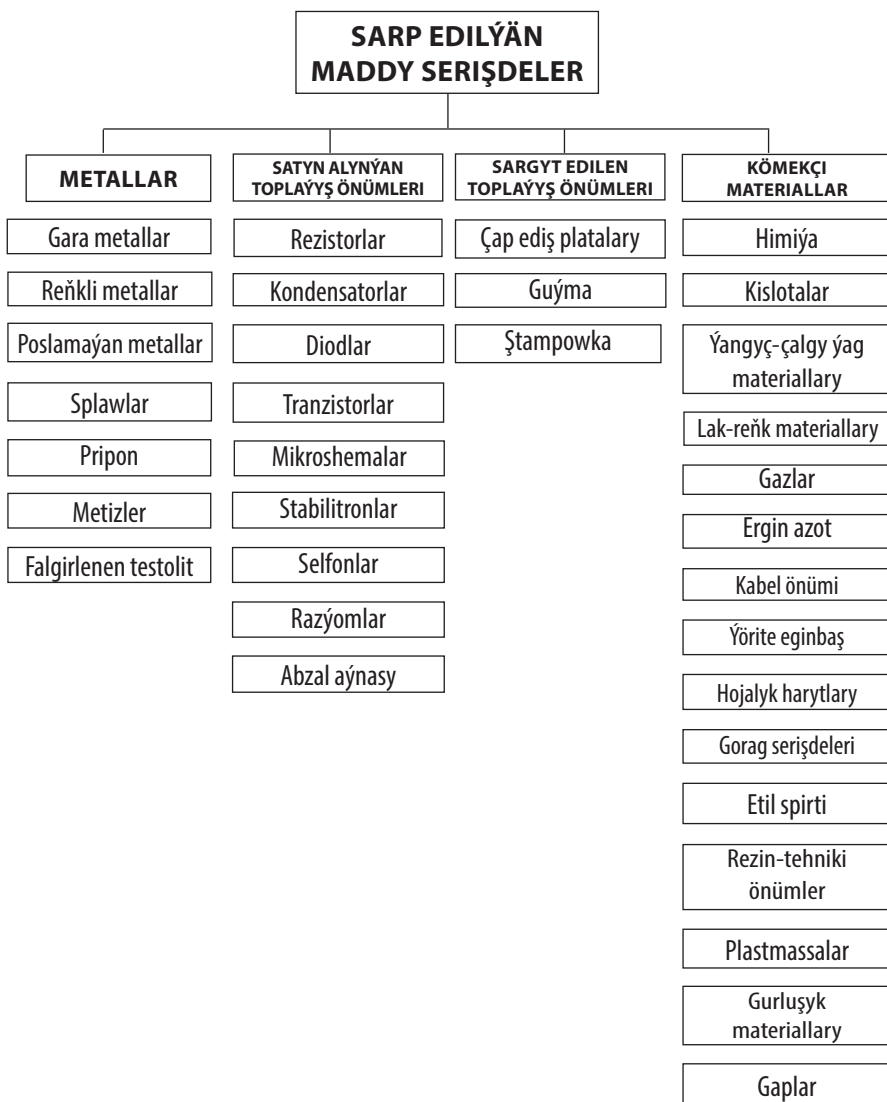 SARP EDILÝÄN
MADDY SERIŞDELER
METALLAR
Gara metallar
Reňkli metallar
Poslamaýan metallar
Splawlar
Pripon
Metizler
Falgirlenen testolit
SATYN ALYNÝAN
TOPLAÝYŞ ÖNÜMLERI
Rezistorlar
Kondensatorlar
Diodlar
Tranzistorlar
Mikroshemalar
Stabilitronlar
Selfonlar
Razýomlar
Abzal aýnasy
SARGYT EDILEN
TOPLAÝYŞ ÖNÜMLERI
Çap ediş platalary
Guýma
Ştampowka
KÖMEKÇI
MATERIALLAR
Himiýa
Kislotalar
Ýangyç-çalgy ýag
materiallary
Lak-reňk materiallary
Gazlar
Ergin azot
Kabel önümi
Ýörite eginbaş
Hojalyk harytlary
Gorag serişdeleri
Etil spirti
Rezin-tehniki
önümler
Plastmassalar
Gurluşyk
materiallary
Gaplar